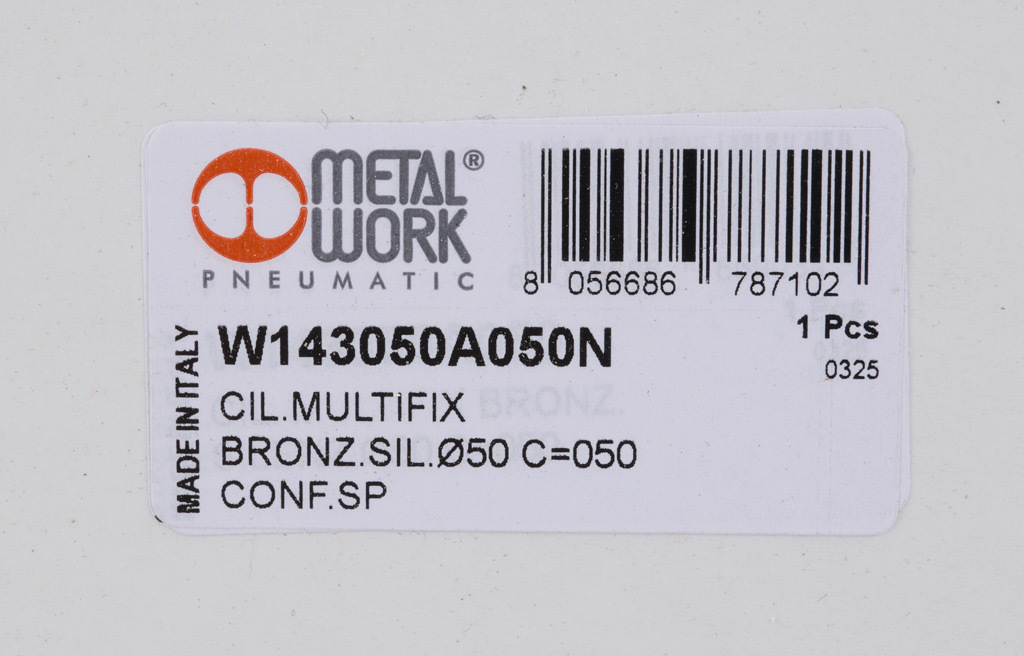 METAL®
WORK
PNEUMATIC
8 056686 787102
W143050A050N
1 Pcs
0325
CIL.MULTIFIX
BRONZ.SIL.Ø50 C=050
CONF.SP
MADE IN ITALY